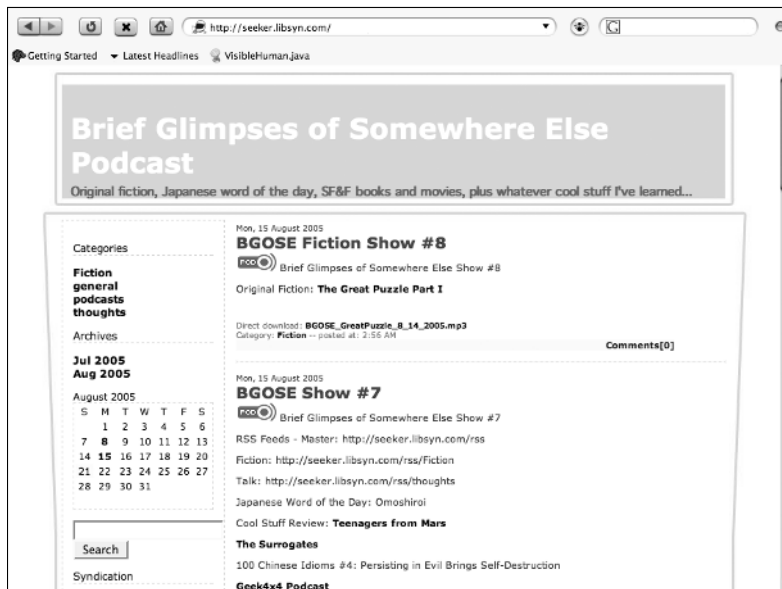 http://seeker.libsyn.com/
G
Getting Started
Latest Headlines
VisibleHuman.java
Brief Glimpses of Somewhere Else
Podcast
Original fiction, Japanese word of the day, SF&F books and movies, plus whatever cool stuff I've learned...
Categories
Fiction
general
podcasts
thoughts
Archives
Jul 2005
Aug 2005
August 2005
S M T W T F S
1 2 3 4 5 6
7 8 9 10 11 12 13
14 15 16 17 18 19 20
21 22 23 24 25 26 27
28 29 30 31
Search
Syndication
Mon, 15 August 2005
BGOSE Fiction Show #8
POD
Brief Glimpses of Somewhere Else Show #8
Original Fiction: The Great Puzzle Part I
Direct download: BGOSE_GreatPuzzle_8_14_2005.mp3
Category: Fiction -- posted at: 2:56 AM
Comments[0]
Mon, 15 August 2005
BGOSE Show #7
POD
Brief Glimpses of Somewhere Else Show #7
RSS Feeds - Master: http://seeker.libsyn.com/rss
Fiction: http://seeker.libsyn.com/rss/Fiction
Talk: http://seeker.libsyn.com/rss/thoughts
Japanese Word of the Day: Omoshiroi
Cool Stuff Review: Teenagers from Mars
The Surrogates
100 Chinese Idioms #4: Persisting in Evil Brings Self-Destruction
Geek4x4 Podcast